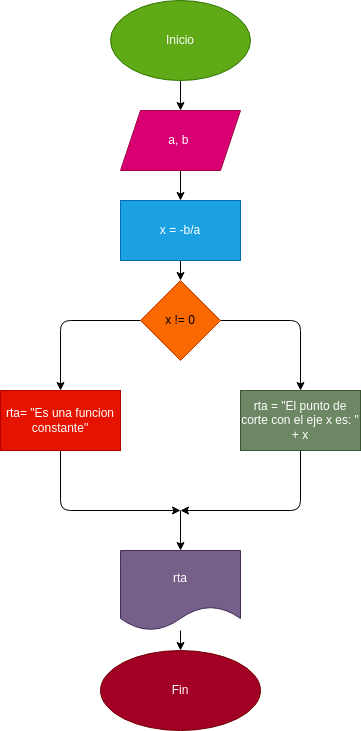 Inicio
a, b
x = -b/a
x != 0
rta= "Es una funcion
constante"
rta = "El punto de
corte con el eje x es: "
+ x
rta
Fin